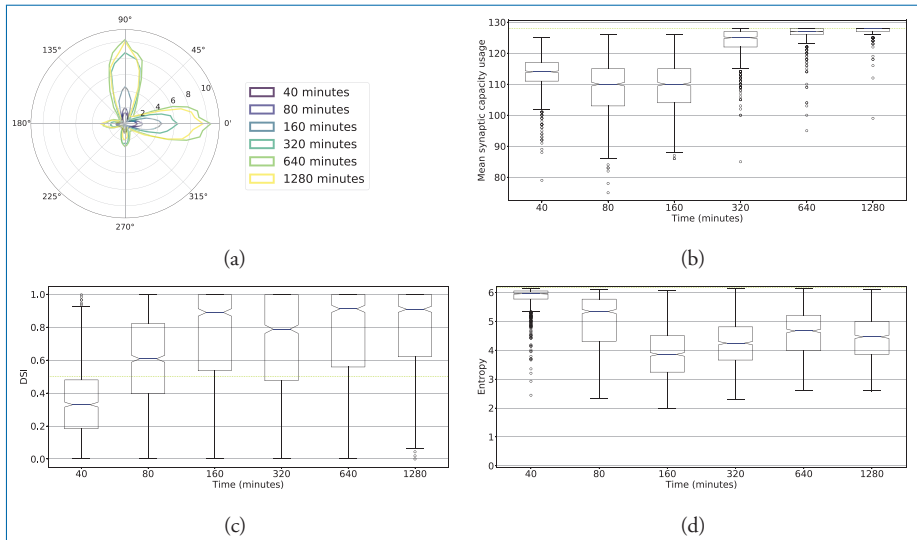 90°
135°
45°
180°
2
4
6
8
10
0°
225°
315°
270°
40 minutes
80 minutes
160 minutes
320 minutes
640 minutes
1280 minutes
(a)
130
120
110
100
90
80
Mean synaptic capacity usage
40 80 160 320 640 1280
Time (minutes)
(b)
1.0
0.8
0.6
0.4
0.2
0.0
DSI
40 80 160 320 640 1280
Time (minutes)
(c)
6
5
4
3
2
1
0
Entropy
40 80 160 320 640 1280
Time (minutes)
(d)